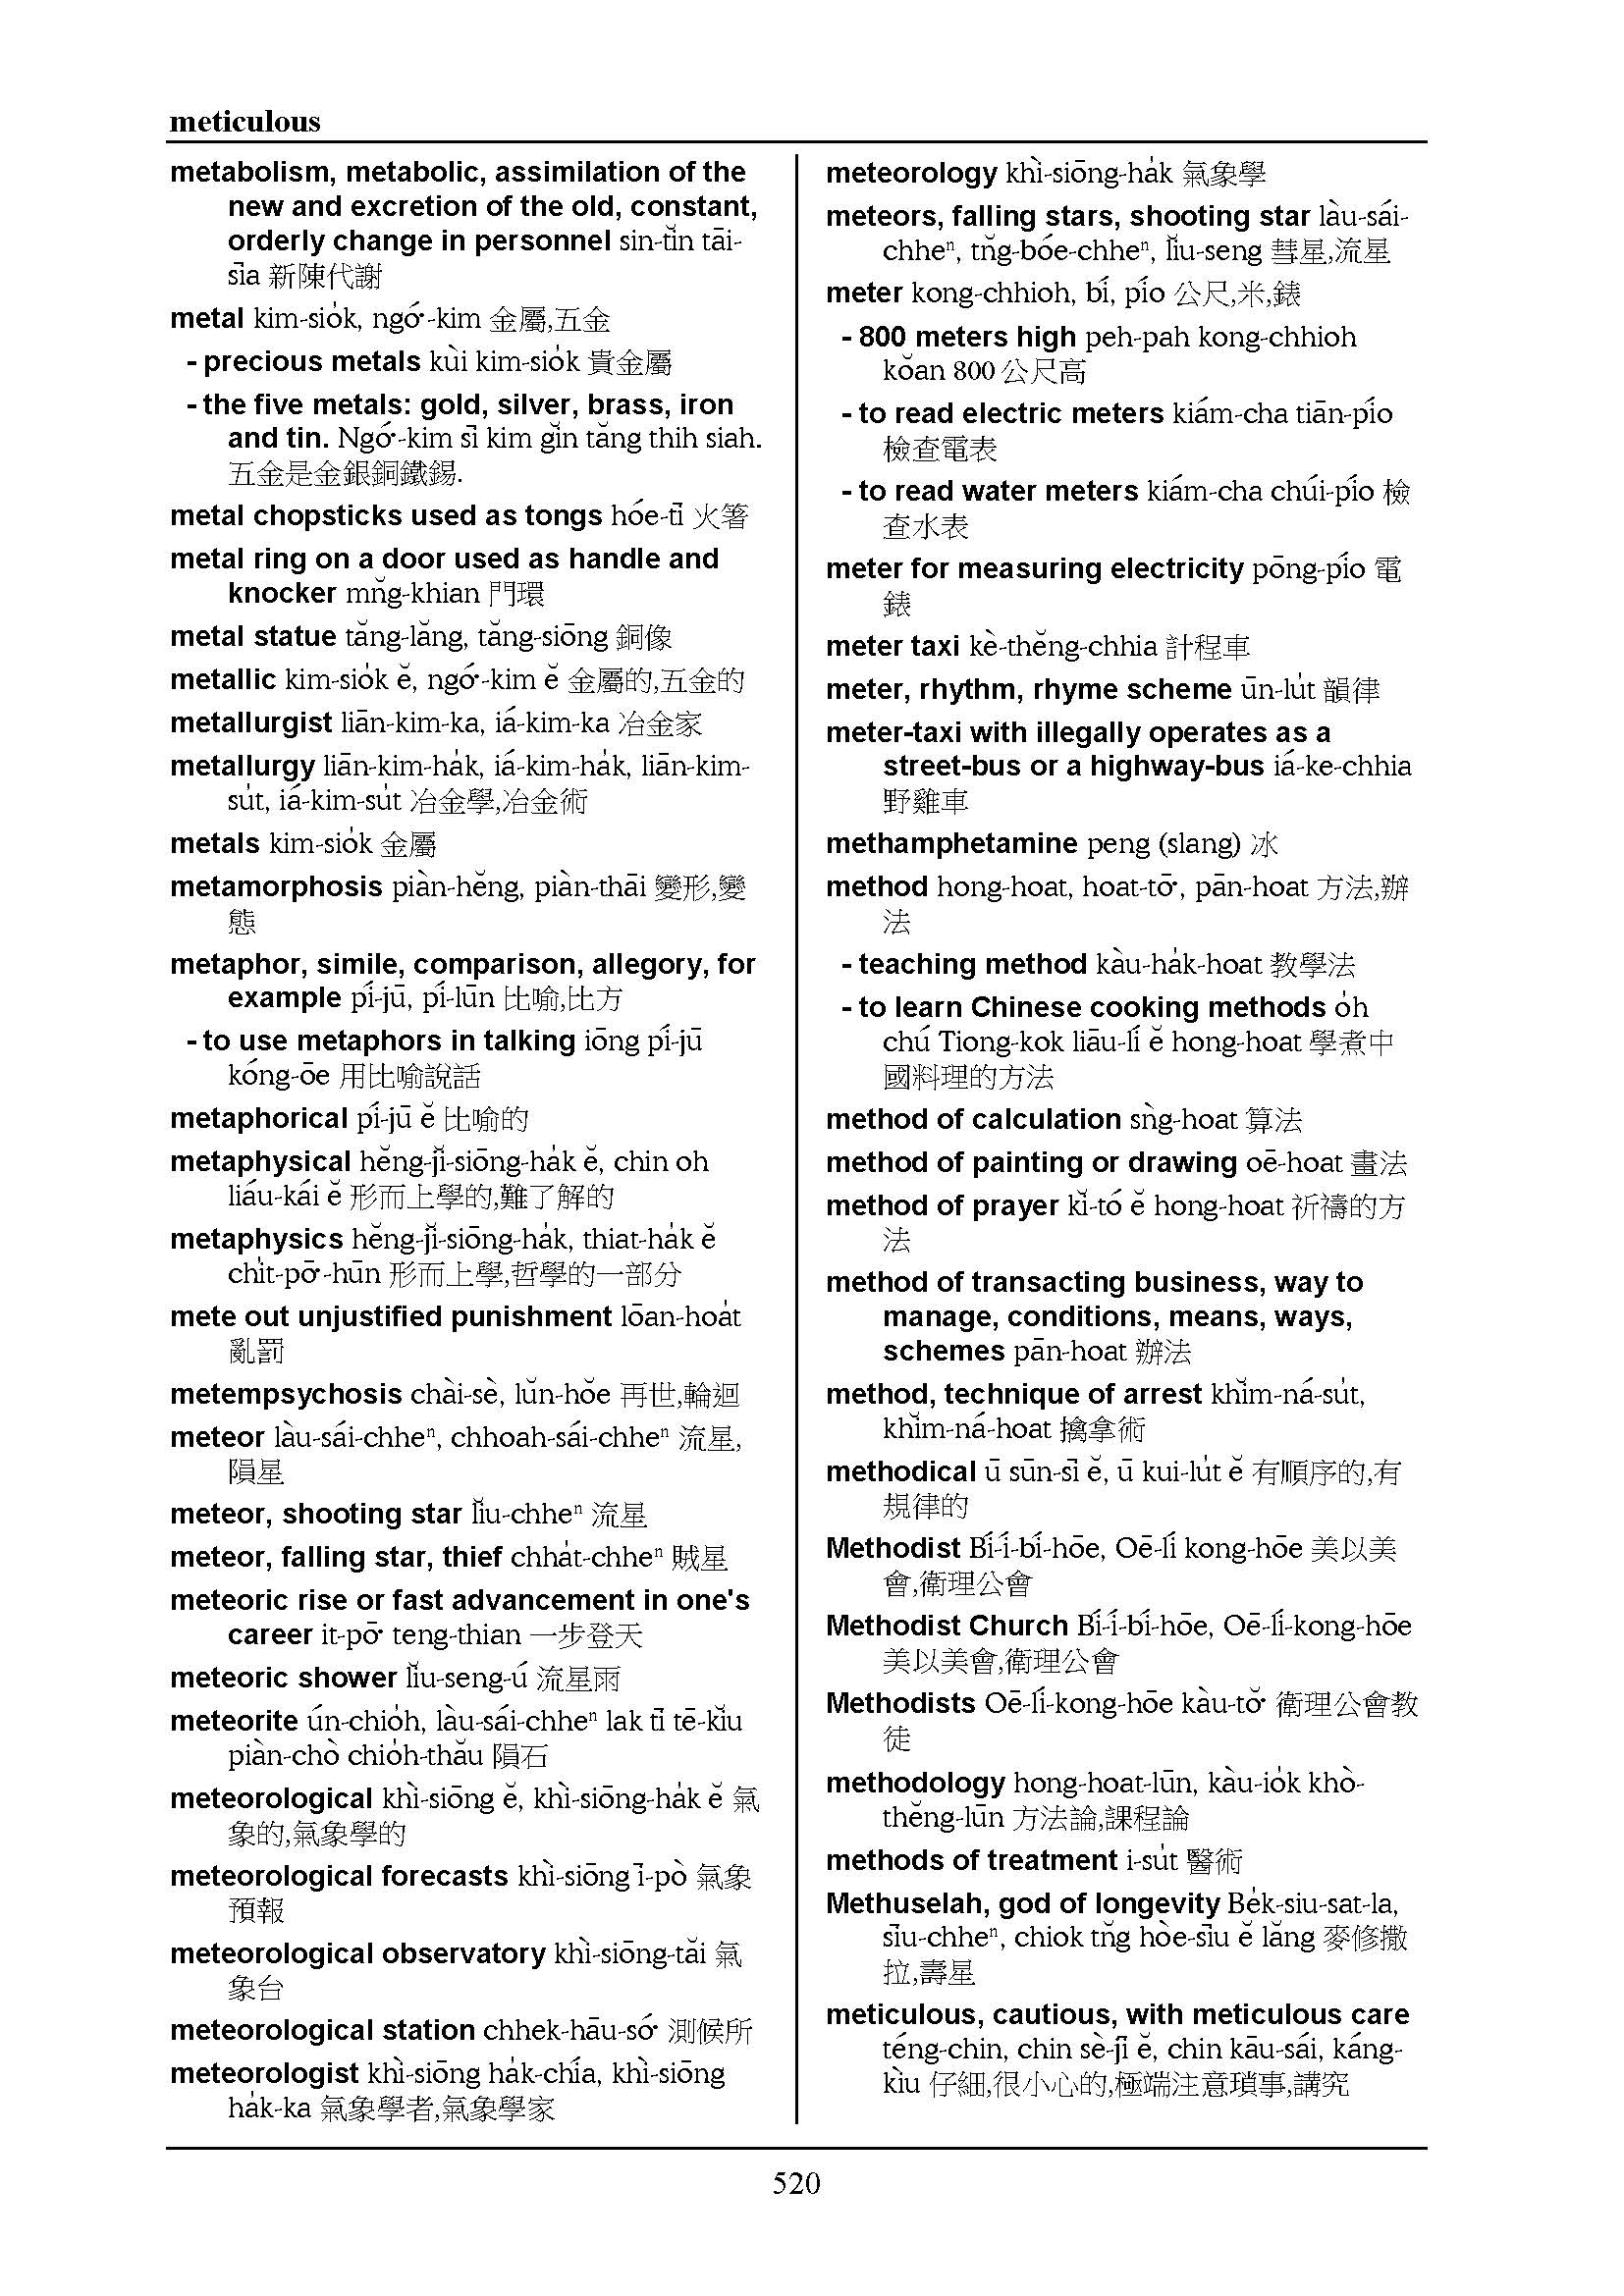 meticulous
metabolism, metabolic, assimilation of the
new and excretion of the old, constant,
orderly change in personnel sin-tĭn tāi-
sīa 新陳代謝
metal kim-sio̍k, ngó͘-kim 金屬,五金
- precious metals kùi kim-sio̍k 貴金屬
- the five metals: gold, silver, brass, iron
and tin. Ngó͘-kim sī kim gĭn tăng thih siah.
五金是金銀銅鐵錫.
metal chopsticks used as tongs hóe-tī 火箸
metal ring on a door used as handle and
knocker mn̆g-khian 門環
metal statue tăng-lăng, tăng-siōng 銅像
metallic kim-sio̍k ĕ, ngó͘-kim ĕ 金屬的,五金的
metallurgist liān-kim-ka, iá-kim-ka 冶金家
metallurgy liān-kim-ha̍k, iá-kim-ha̍k, liān-kim-
su̍t, iá-kim-su̍t 冶金學,冶金術
metals kim-sio̍k 金屬
metamorphosis piàn-hĕng, piàn-thāi 變形,變
態
metaphor, simile, comparison, allegory, for
example pí-jū, pí-lūn 比喻,比方
- to use metaphors in talking iōng pí-jū
kóng-ōe 用比喻說話
metaphorical pí-jū ĕ 比喻的
metaphysical hĕng-jĭ-siōng-ha̍k ĕ, chin oh
liáu-kái ĕ 形而上學的,難了解的
metaphysics hĕng-jĭ-siōng-ha̍k, thiat-ha̍k ĕ
chi̍t-pō͘-hūn 形而上學,哲學的一部分
mete out unjustified punishment lōan-hoa̍t
亂罰
metempsychosis chài-sè, lŭn-hŏe 再世,輪迴
meteor làu-sái-chheⁿ, chhoah-sái-chheⁿ 流星,
隕星
meteor, shooting star lĭu-chheⁿ 流星
meteor, falling star, thief chha̍t-chheⁿ 賊星
meteoric rise or fast advancement in one's
career it-pō͘ teng-thian 一步登天
meteoric shower lĭu-seng-ú 流星雨
meteorite ún-chio̍h, làu-sái-chheⁿ lak tī tē-kĭu
piàn-chò chio̍h-thău 隕石
meteorological khì-siōng ĕ, khì-siōng-ha̍k ĕ 氣
象的,氣象學的
meteorological forecasts khì-siōng ī-pò 氣象
預報
meteorological observatory khì-siōng-tăi 氣
象台
meteorological station chhek-hāu-só͘ 測候所
meteorologist khì-siōng ha̍k-chía, khì-siōng
ha̍k-ka 氣象學者,氣象學家
meteorology khì-siōng-ha̍k 氣象學
meteors, falling stars, shooting star làu-sái-
chheⁿ, tn̆g-bóe-chheⁿ, lĭu-seng 彗星,流星
meter kong-chhioh, bí, pío 公尺,米,錶
- 800 meters high peh-pah kong-chhioh
kŏan 800 公尺高
- to read electric meters kiám-cha tiān-pío
檢查電表
- to read water meters kiám-cha chúi-pío 檢
查水表
meter for measuring electricity pōng-pío 電
錶
meter taxi kè-thĕng-chhia 計程車
meter, rhythm, rhyme scheme ūn-lu̍t 韻律
meter-taxi with illegally operates as a
street-bus or a highway-bus iá-ke-chhia
野雞車
methamphetamine peng (slang) 冰
method hong-hoat, hoat-tō͘, pān-hoat 方法,辦
法
- teaching method kàu-ha̍k-hoat 教學法
- to learn Chinese cooking methods o̍h
chú Tiong-kok liāu-lí ĕ hong-hoat 學煮中
國料理的方法
method of calculation sǹg-hoat 算法
method of painting or drawing oē-hoat 畫法
method of prayer kĭ-tó ĕ hong-hoat 祈禱的方
法
method of transacting business, way to
manage, conditions, means, ways,
schemes pān-hoat 辦法
method, technique of arrest khĭm-ná-su̍t,
khĭm-ná-hoat 擒拿術
methodical ū sūn-sī ĕ, ū kui-lu̍t ĕ 有順序的,有
規律的
Methodist Bí-í-bí-hōe, Oē-lí kong-hōe 美以美
會,衛理公會
Methodist Church Bí-í-bí-hōe, Oē-lí-kong-hōe
美以美會,衛理公會
Methodists Oē-lí-kong-hōe kàu-tŏ͘ 衛理公會教
徒
methodology hong-hoat-lūn, kàu-io̍k khò-
thĕng-lūn 方法論,課程論
methods of treatment i-su̍t 醫術
Methuselah, god of longevity Be̍k-siu-sat-la,
sīu-chheⁿ, chiok tn̆g hòe-sīu ĕ lăng 麥修撒
拉,壽星
meticulous, cautious, with meticulous care
téng-chin, chin sè-jī ĕ, chin kāu-sái, káng-
kìu 仔細,很小心的,極端注意瑣事,講究
520